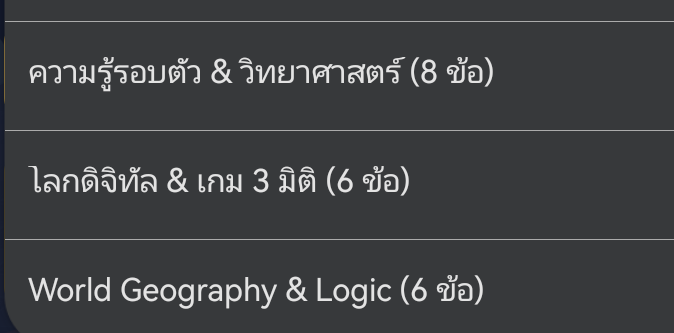 ความรู้รอบตัว & วิทยาศาสตร์ (8 ข้อ)
โลกดิจิทัล & เกม 3 มิติ (6 ข้อ)
World Geography & Logic (6 ข้อ)